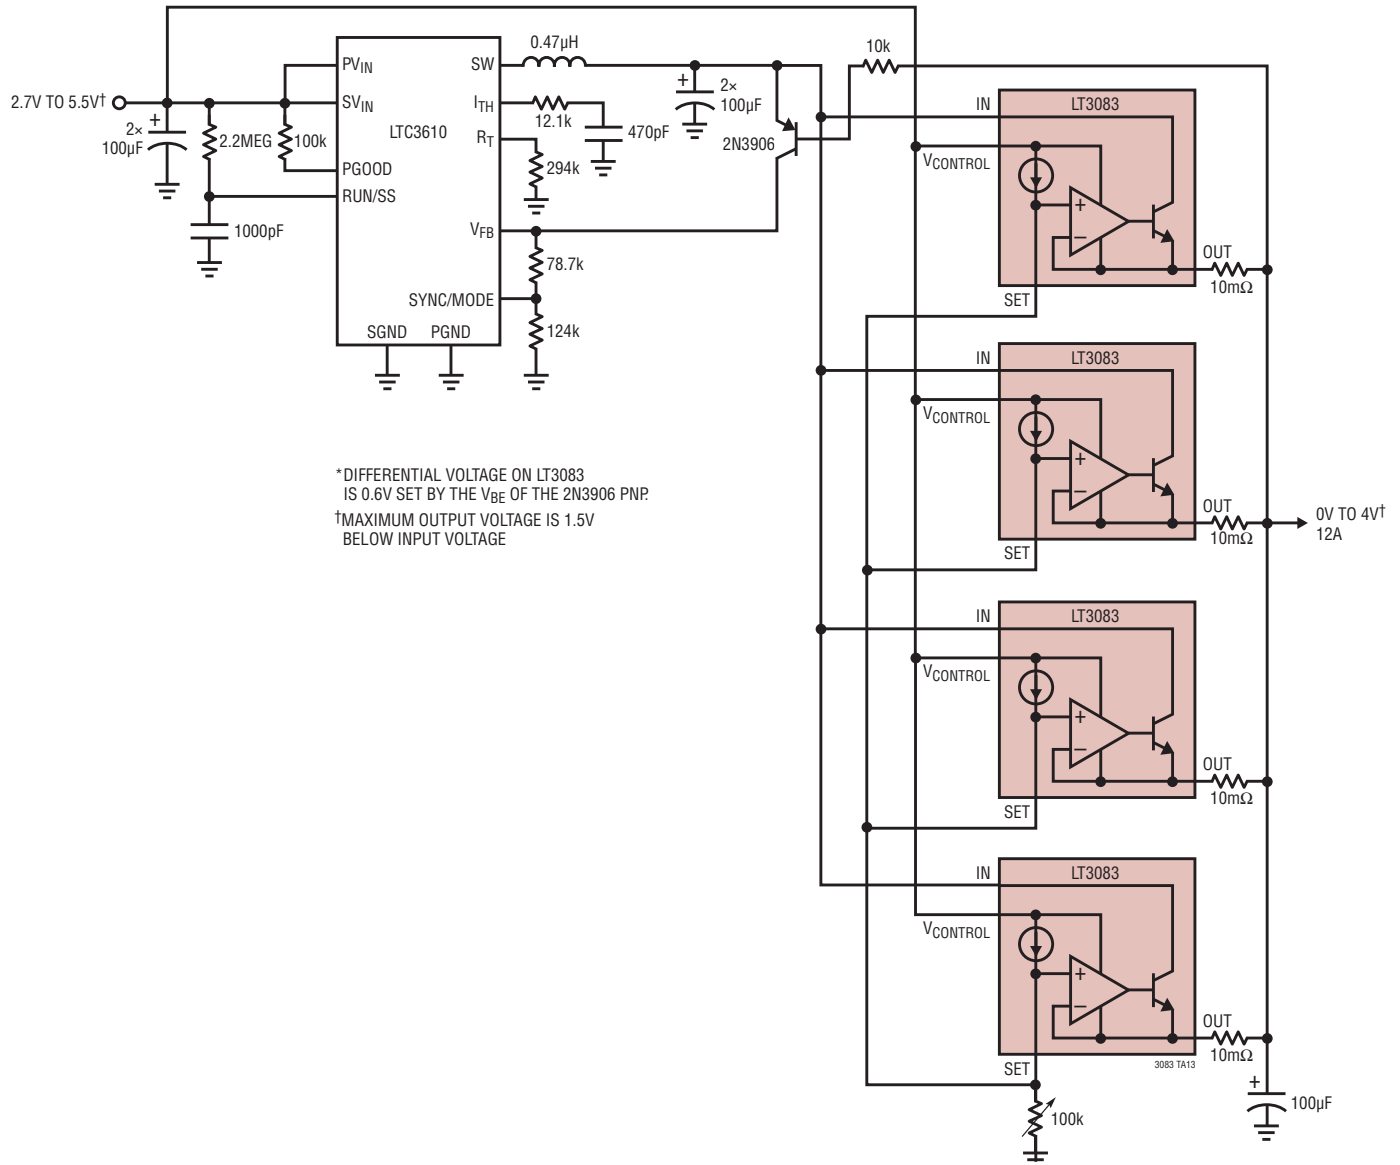 0.47µH
10k
PVIN
SW
2×
100µF
IN
LT3083
2.7V TO 5.5V†
SVIN
ITH
12.1k
470pF
2×
100µF
2.2MEG
100k
LTC3610
RT
2N3906
294k
VCONTROL
PGOOD
RUN/SS
1000pF
VFB
78.7k
OUT
10mΩ
SYNC/MODE
124k
SET
SGND
PGND
IN
LT3083
VCONTROL
*DIFFERENTIAL VOLTAGE ON LT3083
IS 0.6V SET BY THE VBE OF THE 2N3906 PNP.
†MAXIMUM OUTPUT VOLTAGE IS 1.5V
BELOW INPUT VOLTAGE
OUT
10mΩ
0V TO 4V†
12A
SET
IN
LT3083
VCONTROL
OUT
10mΩ
SET
IN
LT3083
VCONTROL
OUT
10mΩ
3083 TA13
SET
100k
100µF